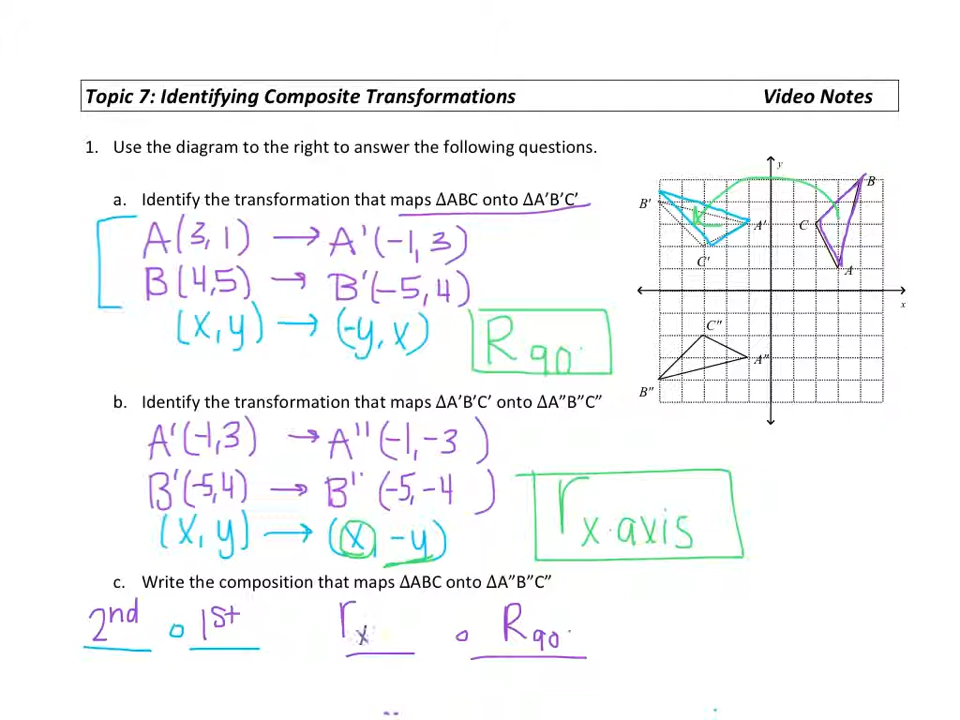 Topic 7: Identifying Composite Transformations Video Notes
1. Use the diagram to the right to answer the following questions.
a. Identify the transformation that maps ΔABC onto ΔA'B'C'
A(3, 1) → A'(-1, 3)
B(4,5) → B'(-5, 4)
(x, y) → (-y, x)
R90°
b. Identify the transformation that maps ΔA'B'C' onto ΔA"B"C"
A'(-1,3) → A''(-1, -3)
B'(-5,4) → B''(-5, -4)
(x, y) → (x, -y)
r x-axis
c. Write the composition that maps ΔABC onto ΔA"B"C"
2nd ∘ 1st rx ∘ R90°
y
B'
B
A'
C
C'
A
x
C"
A"
B"